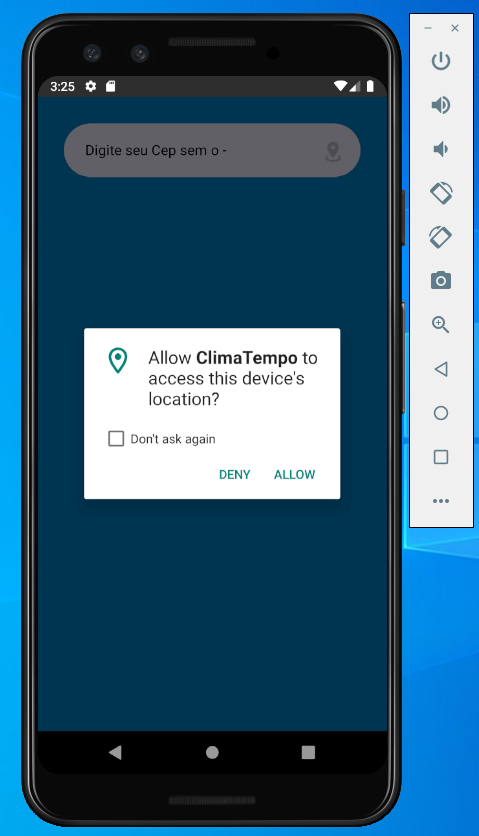 3:25
Digite seu Cep sem o -
Allow ClimaTempo to
access this device's
location?
Don't ask again
DENY ALLOW